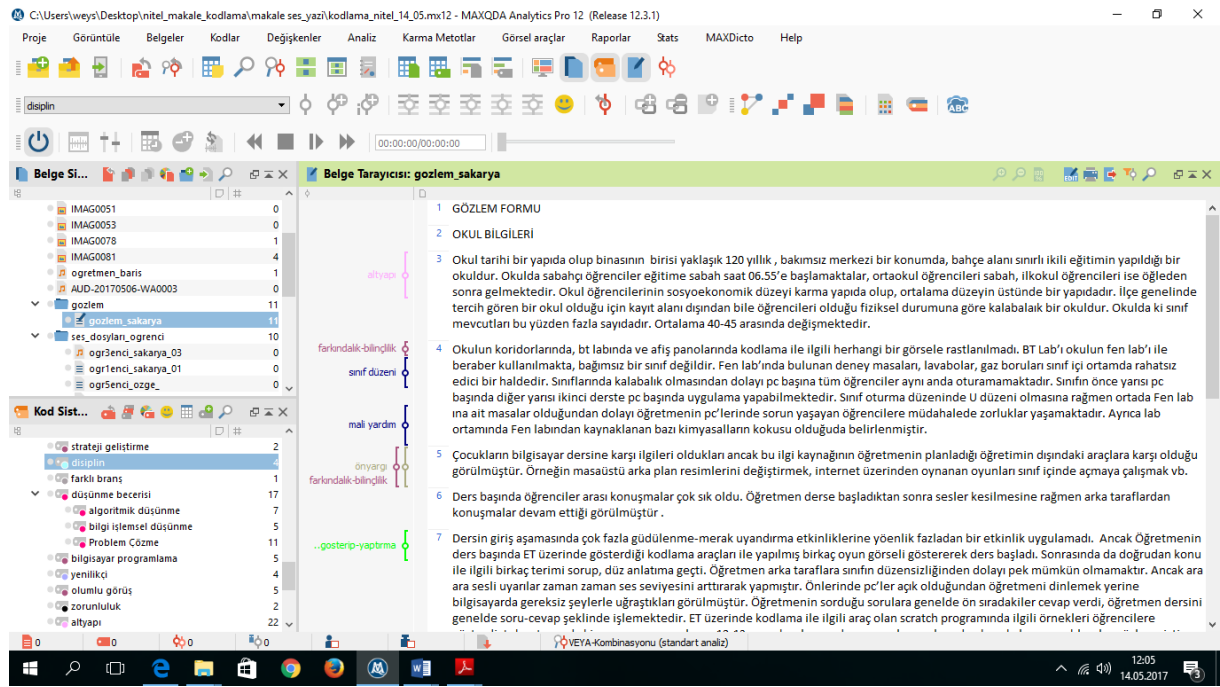 C:\Users\weys\Desktop\nitel_makale_kodlama\makale ses_yazi\kodlama_nitel_14_05.mx12 - MAXQDA Analytics Pro 12 (Release 12.3.1)
Proje Görüntüle Belgeler Kodlar Değişkenler Analiz Karma Metotlar Görsel araçlar Raporlar Stats MAXDicto Help
disiplin
00:00:00/00:00:00
Belge Si...
IMAG0051 0
IMAG0053 0
IMAG0078 1
IMAG0081 4
ogretmen_baris 1
AUD-20170506-WA0003 0
gozlem 11
gozlem_sakarya 11
ses_dosyları_ogrenci 10
ogr3enci_sakarya_03 0
ogr1enci_sakarya_01 0
ogr5enci_ozge_ 0
Kod Sist...
strateji geliştirme 2
disiplin 4
farklı branş 1
düşünme becerisi 17
algoritmik düşünme 7
bilgi işlemsel düşünme 5
Problem Çözme 11
bilgisayar programlama 5
yenilikçi 4
olumlu görüş 5
zorunluluk 2
altyapı 22
Belge Tarayıcısı: gozlem_sakarya
altyapı
farkındalık-bilinçlilik
sınıf düzeni
mali yardım
önyargı
farkındalık-bilinçlilik
..gosterip-yaptırma
1 GÖZLEM FORMU
2 OKUL BİLGİLERİ
3 Okul tarihi bir yapıda olup binasının birisi yaklaşık 120 yıllık , bakımsız merkezi bir konumda, bahçe alanı sınırlı ikili eğitimin yapıldığı bir
okuldur. Okulda sabahçı öğrenciler eğitime sabah saat 06.55'e başlamaktalar, ortaokul öğrencileri sabah, ilkokul öğrencileri ise öğleden
sonra gelmektedir. Okul öğrencilerinin sosyoekonomik düzeyi karma yapıda olup, ortalama düzeyin üstünde bir yapıdadır. İlçe genelinde
tercih gören bir okul olduğu için kayıt alanı dışından bile öğrencileri olduğu fiziksel durumuna göre kalabalaık bir okuldur. Okulda ki sınıf
mevcutları bu yüzden fazla sayıdadır. Ortalama 40-45 arasında değişmektedir.
4 Okulun koridorlarında, bt labında ve afiş panolarında kodlama ile ilgili herhangi bir görsele rastlanılmadı. BT Lab'ı okulun fen lab'ı ile
beraber kullanılmakta, bağımsız bir sınıf değildir. Fen lab'ında bulunan deney masaları, lavabolar, gaz boruları sınıf içi ortamda rahatsız
edici bir haldedir. Sınıflarında kalabalık olmasından dolayı pc başına tüm öğrenciler aynı anda oturamamaktadır. Sınıfın önce yarısı pc
başında diğer yarısı ikinci derste pc başında uygulama yapabilmektedir. Sınıf oturma düzeninde U düzeni olmasına rağmen ortada Fen lab
ına ait masalar olduğundan dolayı öğretmenin pc'lerinde sorun yaşayan öğrencilere müdahalede zorluklar yaşamaktadır. Ayrıca lab
ortamında Fen labından kaynaklanan bazı kimyasalların kokusu olduğuda belirlenmiştir.
5 Çocukların bilgisayar dersine karşı ilgileri oldukları ancak bu ilgi kaynağının öğretmenin planladığı öğretimin dışındaki araçlara karşı olduğu
görülmüştür. Örneğin masaüstü arka plan resimlerini değiştirmek, internet üzerinden oynanan oyunları sınıf içinde açmaya çalışmak vb.
6 Ders başında öğrenciler arası konuşmalar çok sık oldu. Öğretmen derse başladıktan sonra sesler kesilmesine rağmen arka taraflardan
konuşmalar devam ettiği görülmüştür .
7 Dersin giriş aşamasında çok fazla güdülenme-merak uyandırma etkinliklerine yöenlik fazladan bir etkinlik uygulamadı. Ancak Öğretmenin
ders başında ET üzerinde gösterdiği kodlama araçları ile yapılmış birkaç oyun görseli göstererek ders başladı. Sonrasında da doğrudan konu
ile ilgili birkaç terimi sorup, düz anlatıma geçti. Öğretmen arka taraflara sınıfın düzensizliğinden dolayı pek mümkün olmamaktır. Ancak ara
ara sesli uyarılar zaman zaman ses seviyesini arttırarak yapmıştır. Önlerinde pc'ler açık olduğundan öğretmeni dinlemek yerine
bilgisayarda gereksiz şeylerle uğraştıkları görülmüştür. Öğretmenin sorduğu sorulara genelde ön sıradakiler cevap verdi, öğretmen dersini
genelde soru-cevap şeklinde işlemektedir. ET üzerinde kodlama ile ilgili araç olan scratch programında ilgili örnekleri öğrencilere
0 0 0 0 VEYA-Kombinasyonu (standart analiz)
12:05
14.05.2017
3